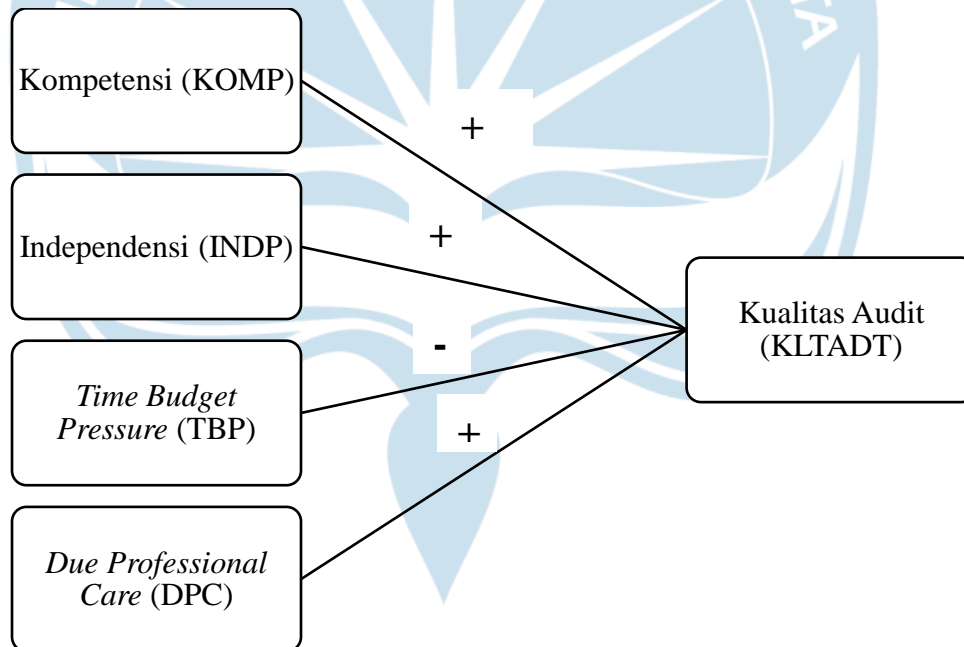 Kompetensi (KOMP)
+
Independensi (INDP)
+
Kualitas Audit
(KLTADT)
-
Time Budget
Pressure (TBP)
+
Due Professional
Care (DPC)